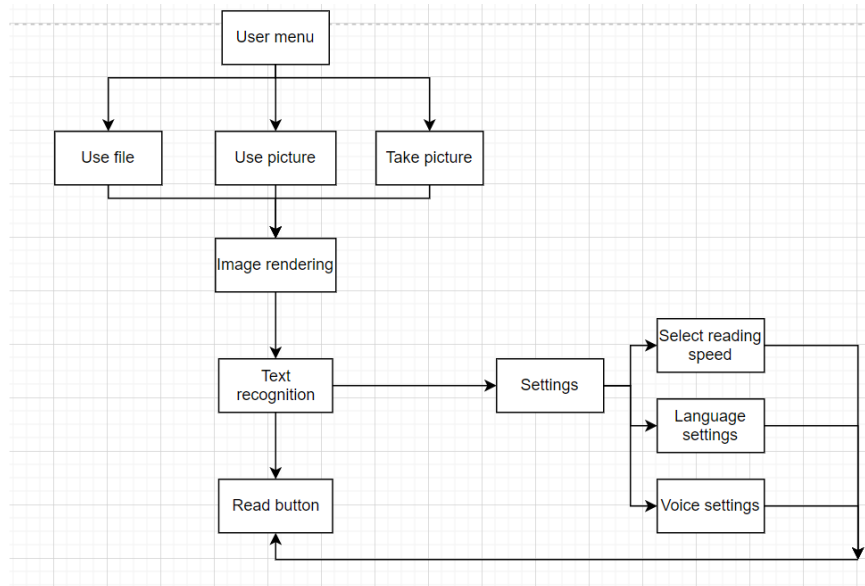 User menu
Use file
Use picture
Take picture
Image rendering
Text
recognition
Settings
Select reading
speed
Language
settings
Voice settings
Read button